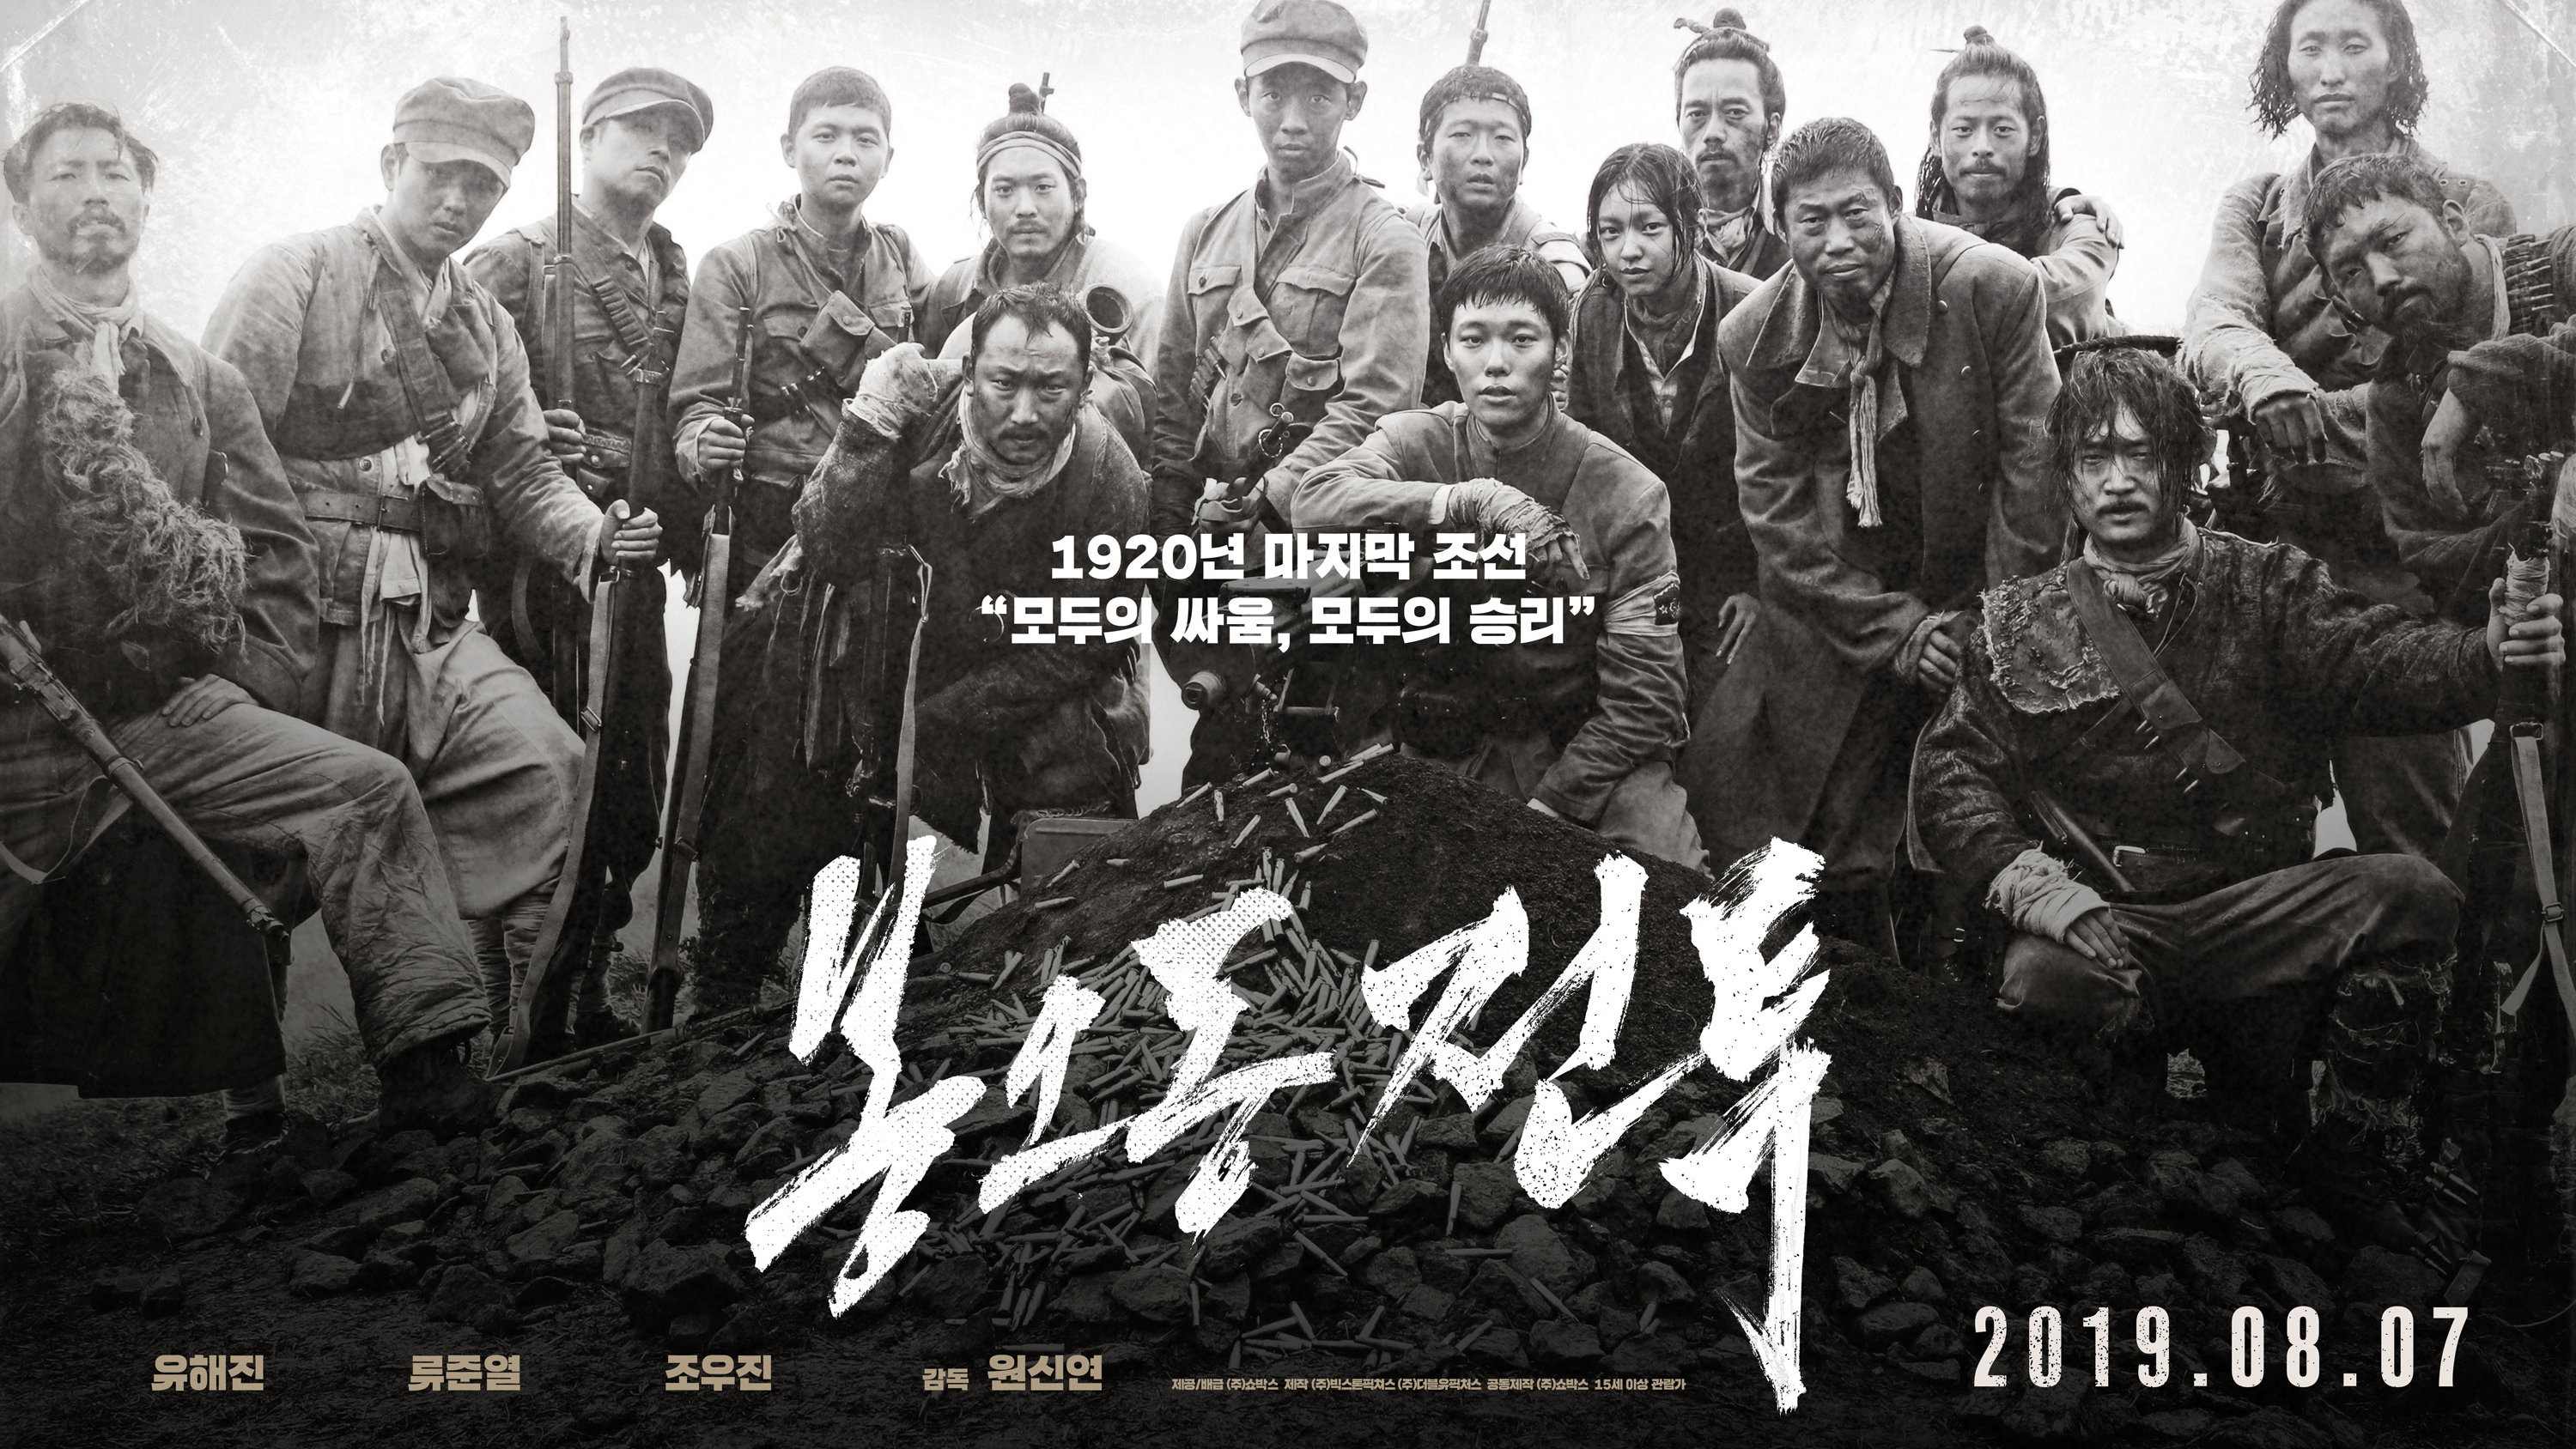 1920년 마지막 조선
“모두의 싸움, 모두의 승리”
봉오동 전투
유해진 류준열 조우진 감독 원신연
제공/배급 (주)쇼박스 제작 (주)빅스톤픽쳐스 (주)더블유픽처스 공동제작 (주)쇼박스 15세 이상 관람가
2019.08.07